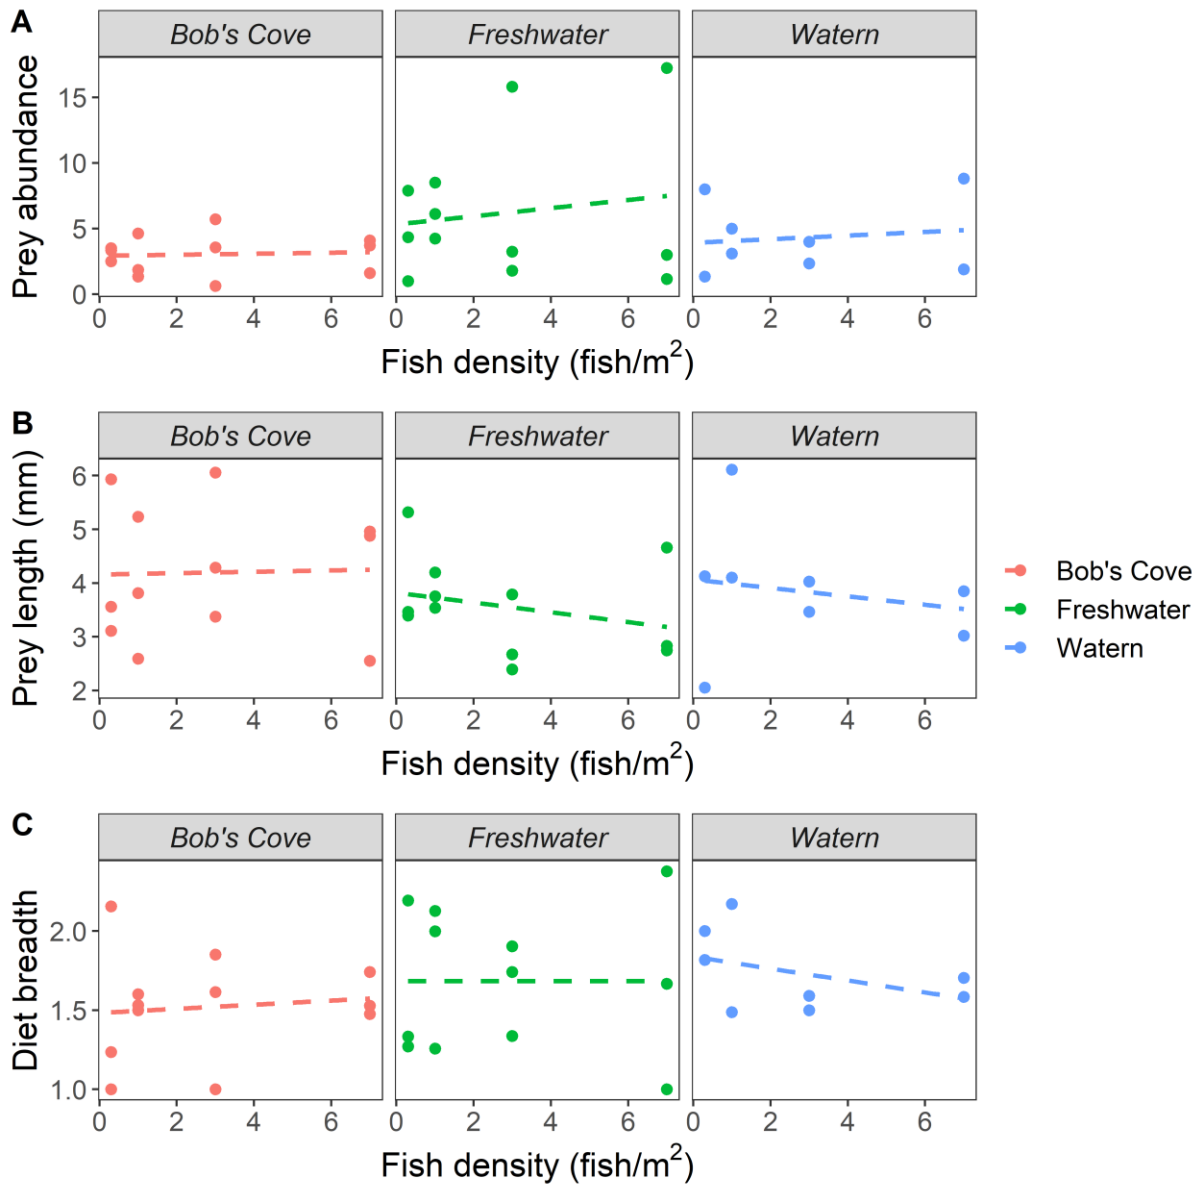 A
Bob's Cove Freshwater Watern
Prey abundance
15
10
5
0
0 2 4 6 0 2 4 6 0 2 4 6
Fish density (fish/m²)
B
Bob's Cove Freshwater Watern
Prey length (mm)
6
5
4
3
2
0 2 4 6 0 2 4 6 0 2 4 6
Fish density (fish/m²)
Bob's Cove
Freshwater
Watern
C
Bob's Cove Freshwater Watern
Diet breadth
2.0
1.5
1.0
0 2 4 6 0 2 4 6 0 2 4 6
Fish density (fish/m²)